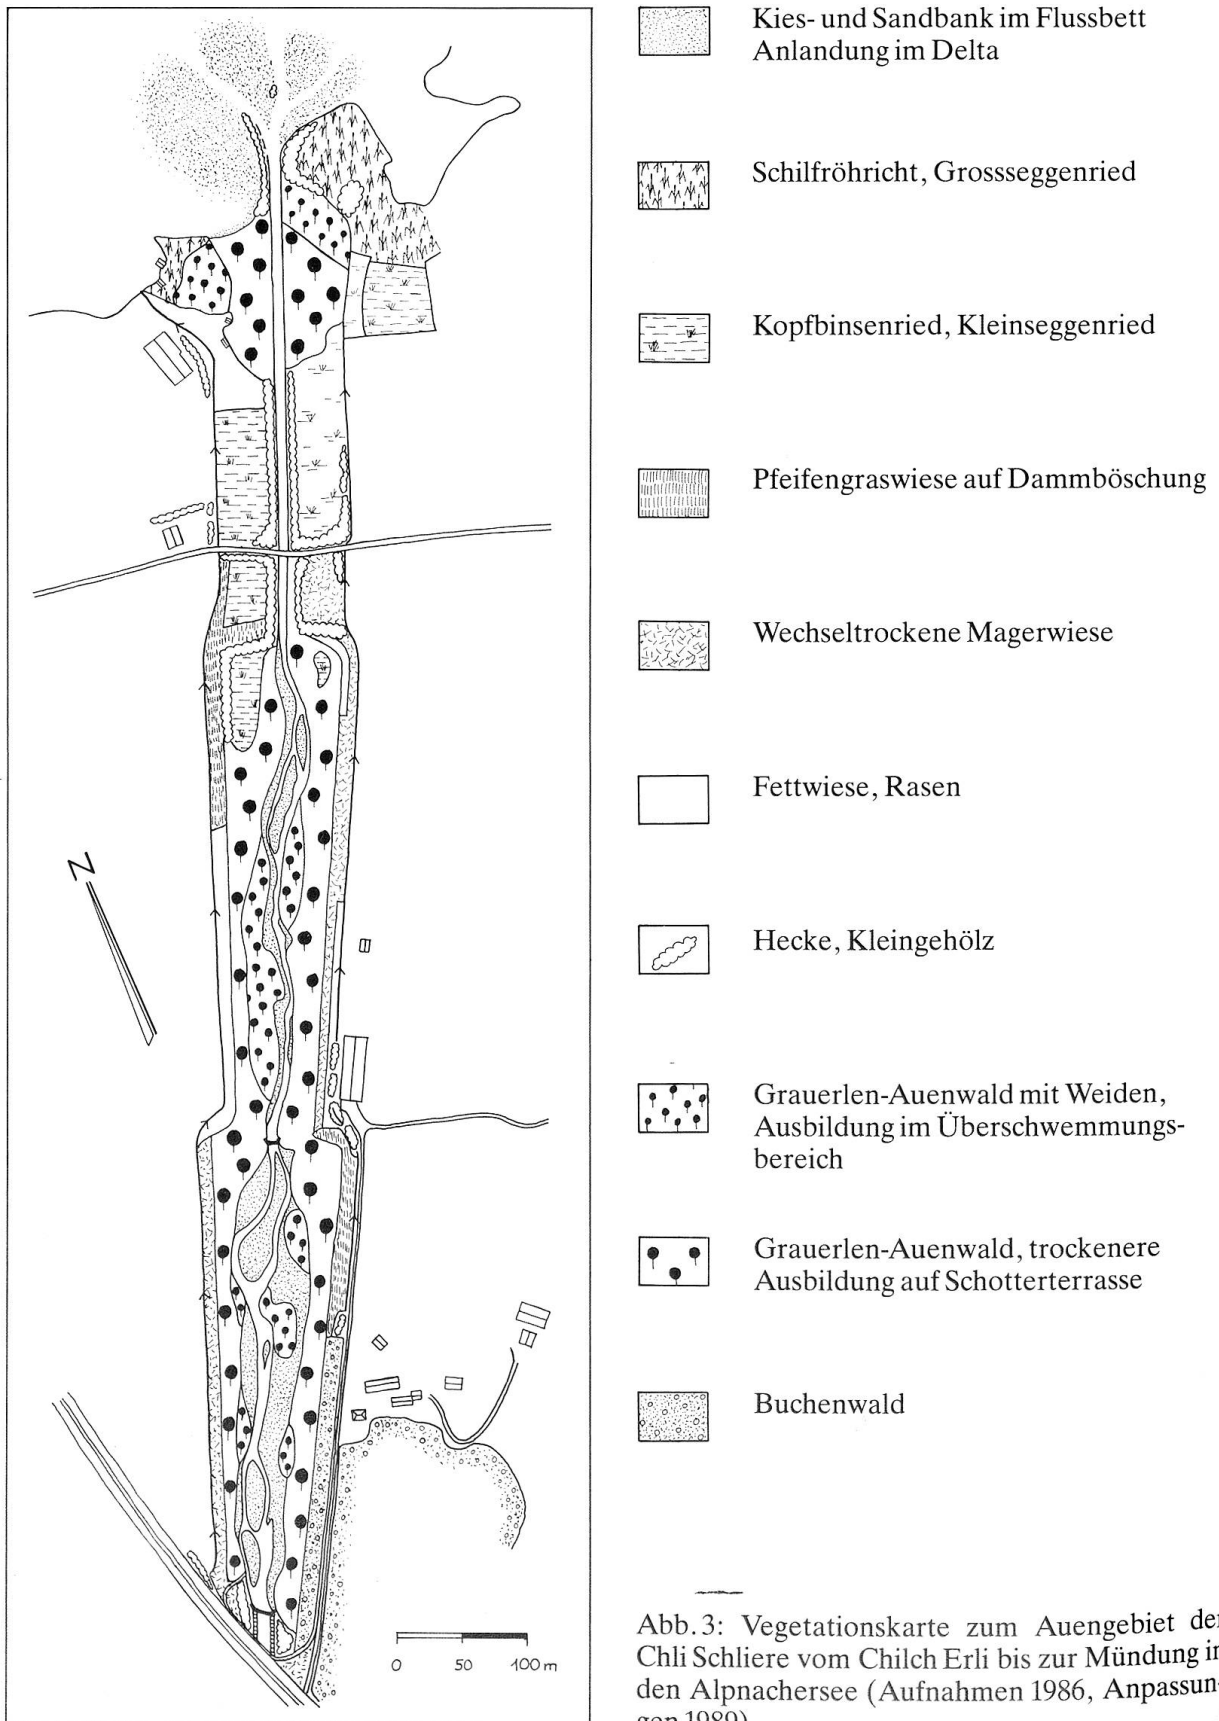 Kies- und Sandbank im Flussbett
Anlandung im Delta
Schilfröhricht, Grossseggenried
Kopfbinsenried, Kleinseggenried
Pfeifengraswiese auf Dammböschung
Wechseltrockene Magerwiese
Fettwiese, Rasen
Hecke, Kleingehölz
N
Grauerlen-Auenwald mit Weiden,
Ausbildung im Überschwemmungs-
bereich
Grauerlen-Auenwald, trockenere
Ausbildung auf Schotterterrasse
Buchenwald
0 50 100 m
Abb.3: Vegetationskarte zum Auengebiet der
Chli Schliere vom Chilch Erli bis zur Mündung in
den Alpnachersee (Aufnahmen 1986, Anpassun-
gen 1989)